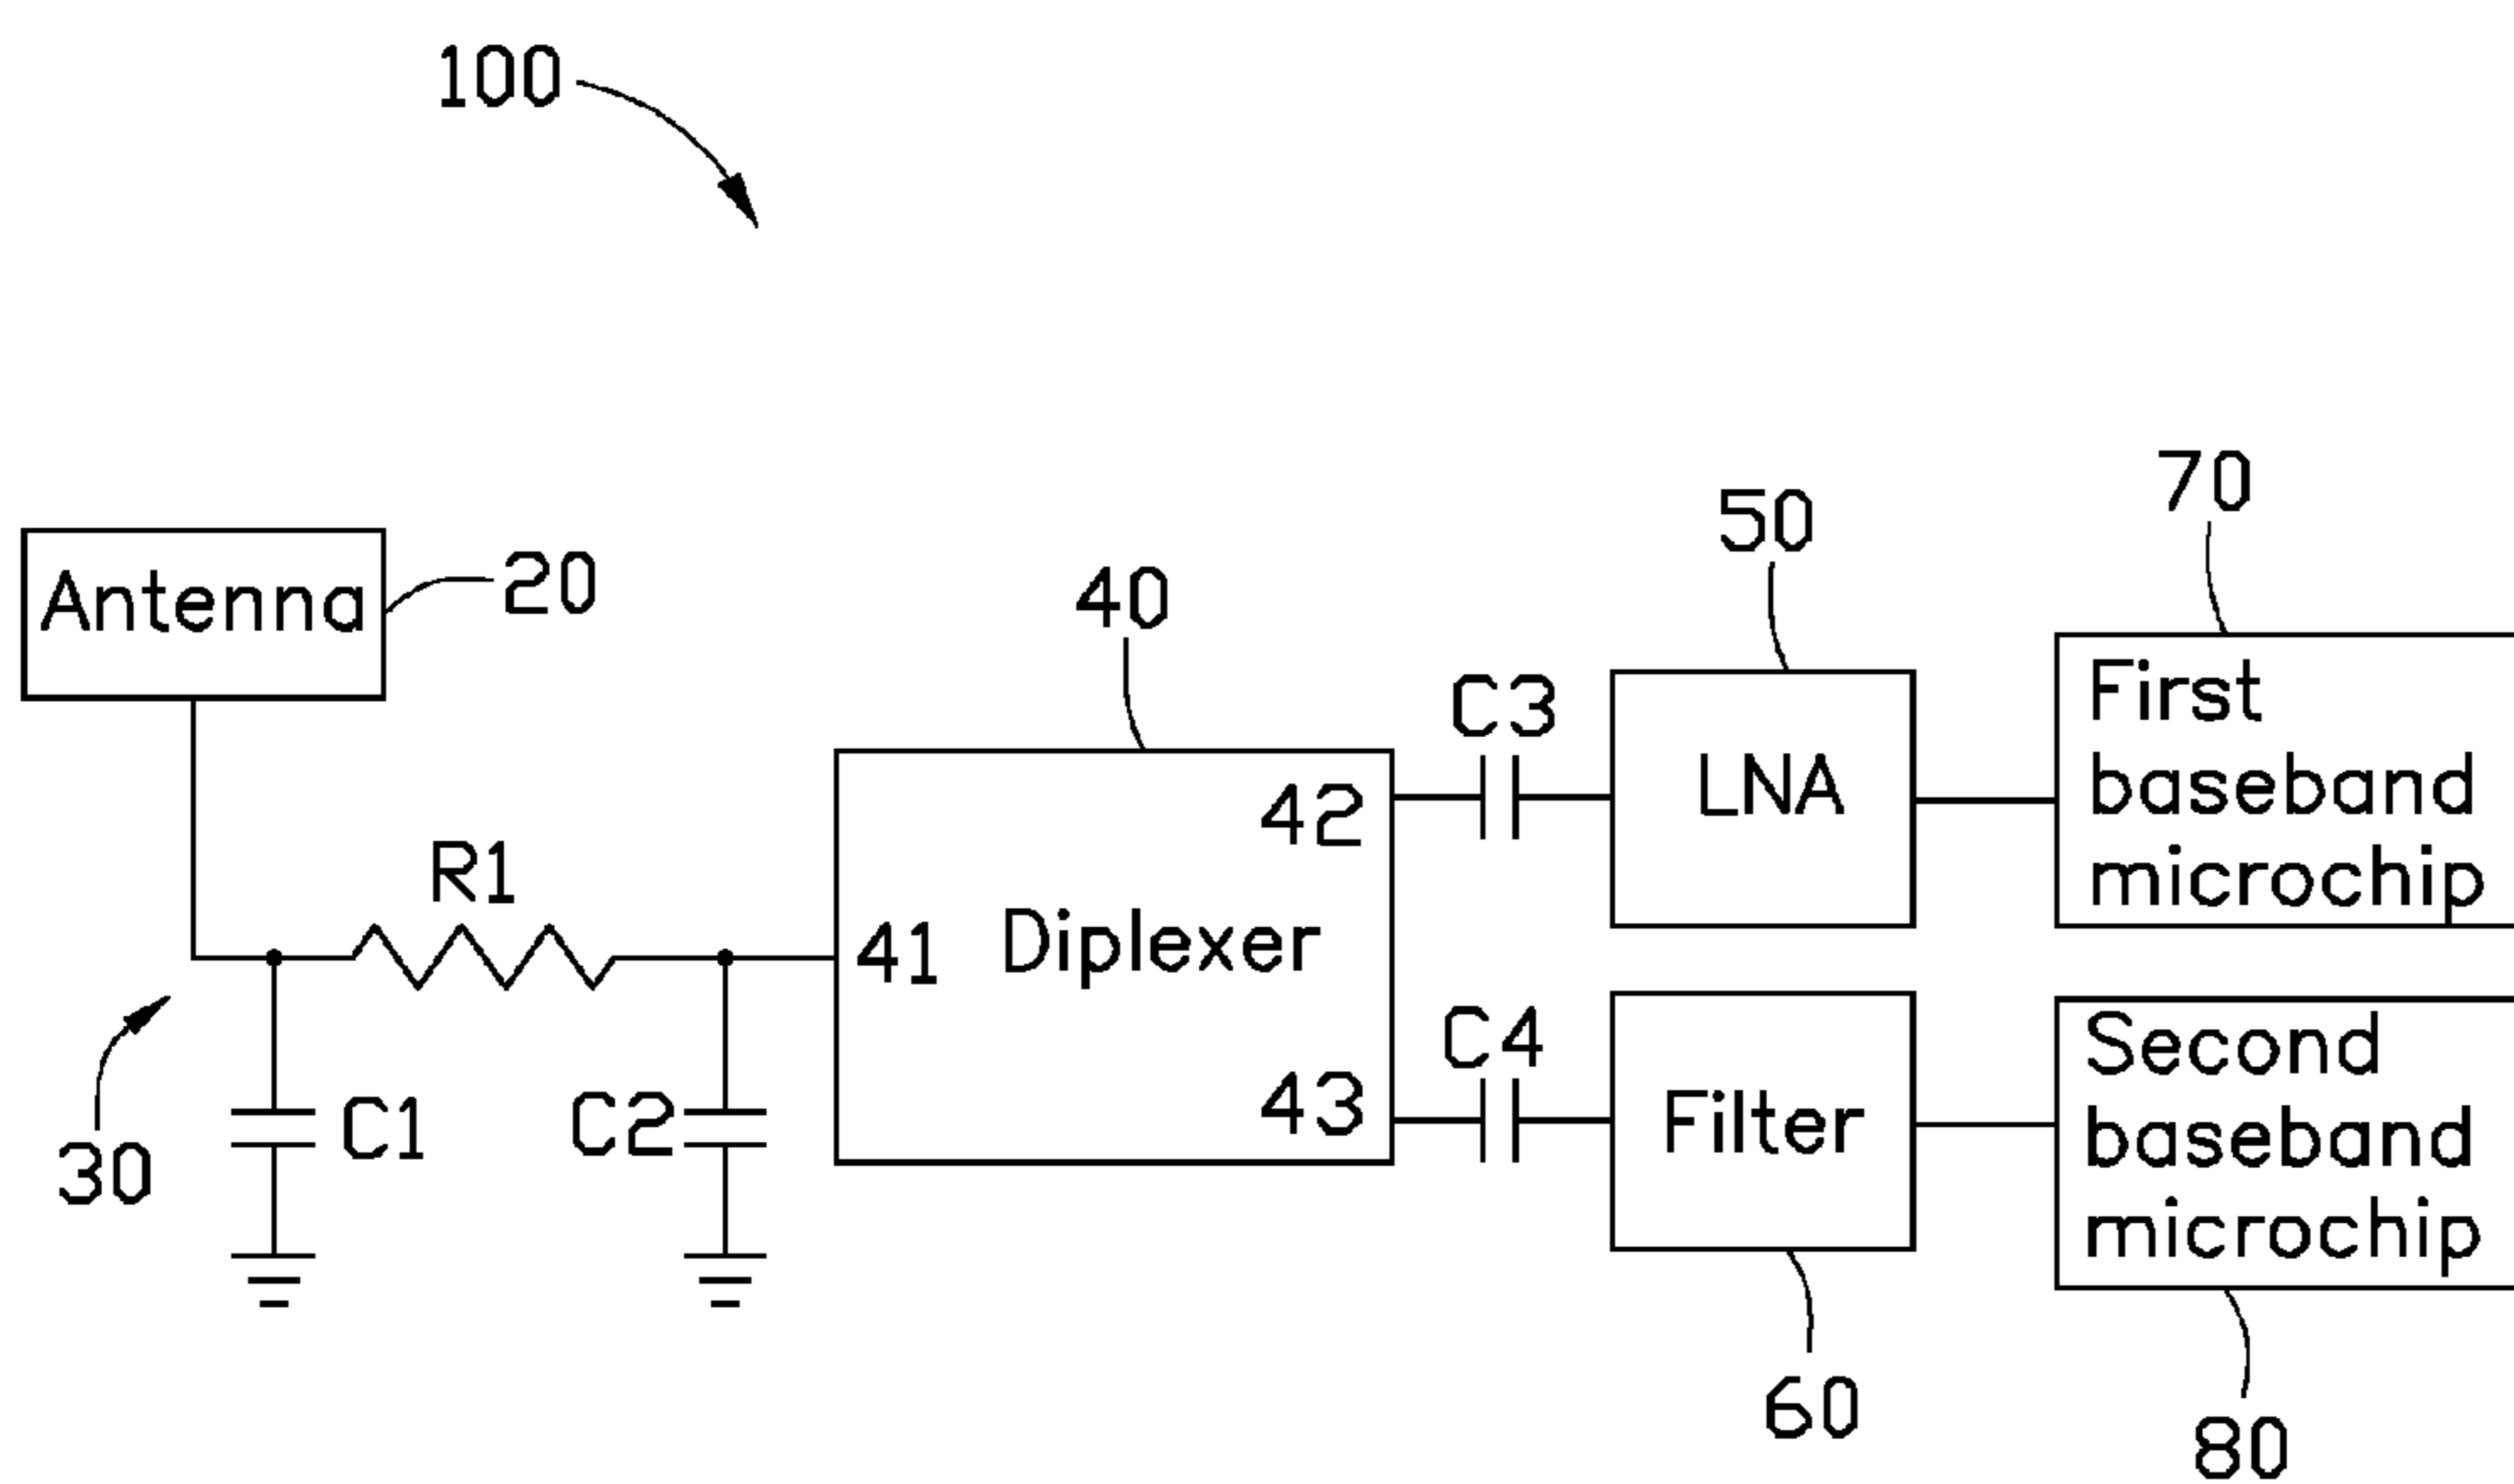 100
70
50
Antenna
20
40
C3
First
baseband
microchip
LNA
42
R1
41
Diplexer
C4
Second
baseband
microchip
43
Filter
C1
C2
30
60
80